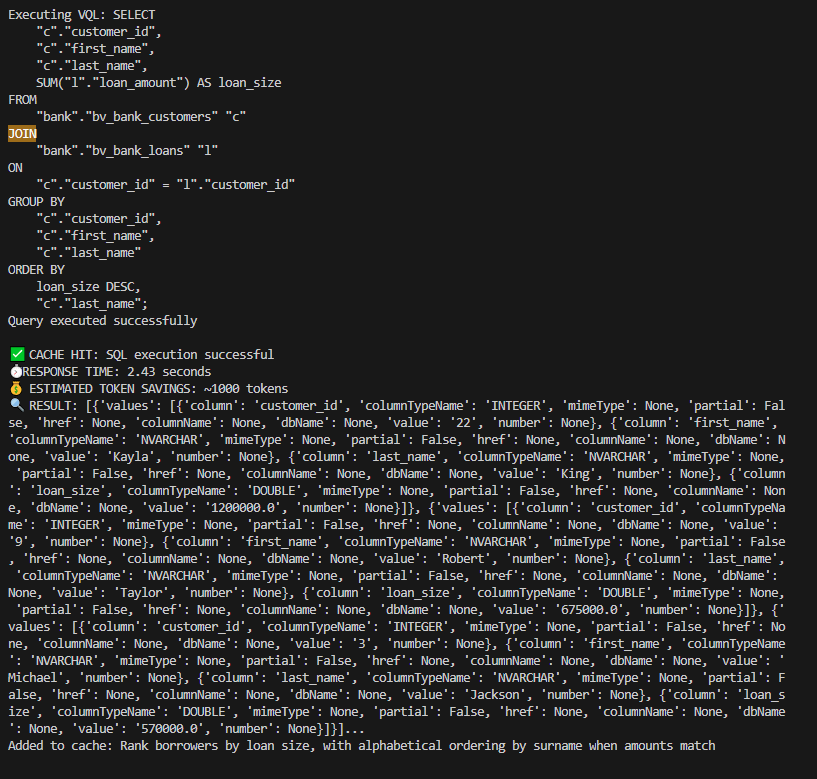 Executing VQL: SELECT
    "c"."customer_id",
    "c"."first_name",
    "c"."last_name",
    SUM("l"."loan_amount") AS loan_size
FROM
    "bank"."bv_bank_customers" "c"
JOIN
    "bank"."bv_bank_loans" "l"
ON
    "c"."customer_id" = "l"."customer_id"
GROUP BY
    "c"."customer_id",
    "c"."first_name",
    "c"."last_name"
ORDER BY
    loan_size DESC,
    "c"."last_name";
Query executed successfully

✅ CACHE HIT: SQL execution successful
⏱️RESPONSE TIME: 2.43 seconds
💰 ESTIMATED TOKEN SAVINGS: ~1000 tokens
🔍 RESULT: [{'values': [{'column': 'customer_id', 'columnTypeName': 'INTEGER', 'mimeType': None, 'partial': Fal
se, 'href': None, 'columnName': None, 'dbName': None, 'value': '22', 'number': None}, {'column': 'first_name',
'columnTypeName': 'NVARCHAR', 'mimeType': None, 'partial': False, 'href': None, 'columnName': None, 'dbName': N
one, 'value': 'Kayla', 'number': None}, {'column': 'last_name', 'columnTypeName': 'NVARCHAR', 'mimeType': None,
 'partial': False, 'href': None, 'columnName': None, 'dbName': None, 'value': 'King', 'number': None}, {'column
': 'loan_size', 'columnTypeName': 'DOUBLE', 'mimeType': None, 'partial': False, 'href': None, 'columnName': Non
e, 'dbName': None, 'value': '1200000.0', 'number': None}]}, {'values': [{'column': 'customer_id', 'columnTypeNa
me': 'INTEGER', 'mimeType': None, 'partial': False, 'href': None, 'columnName': None, 'dbName': None, 'value':
'9', 'number': None}, {'column': 'first_name', 'columnTypeName': 'NVARCHAR', 'mimeType': None, 'partial': False
, 'href': None, 'columnName': None, 'dbName': None, 'value': 'Robert', 'number': None}, {'column': 'last_name',
 'columnTypeName': 'NVARCHAR', 'mimeType': None, 'partial': False, 'href': None, 'columnName': None, 'dbName':
None, 'value': 'Taylor', 'number': None}, {'column': 'loan_size', 'columnTypeName': 'DOUBLE', 'mimeType': None,
 'partial': False, 'href': None, 'columnName': None, 'dbName': None, 'value': '675000.0', 'number': None}]}, {'
values': [{'column': 'customer_id', 'columnTypeName': 'INTEGER', 'mimeType': None, 'partial': False, 'href': No
ne, 'columnName': None, 'dbName': None, 'value': '3', 'number': None}, {'column': 'first_name', 'columnTypeName
': 'NVARCHAR', 'mimeType': None, 'partial': False, 'href': None, 'columnName': None, 'dbName': None, 'value': '
Michael', 'number': None}, {'column': 'last_name', 'columnTypeName': 'NVARCHAR', 'mimeType': None, 'partial': F
alse, 'href': None, 'columnName': None, 'dbName': None, 'value': 'Jackson', 'number': None}, {'column': 'loan_s
ize', 'columnTypeName': 'DOUBLE', 'mimeType': None, 'partial': False, 'href': None, 'columnName': None, 'dbName
': None, 'value': '570000.0', 'number': None}]}]...
Added to cache: Rank borrowers by loan size, with alphabetical ordering by surname when amounts match